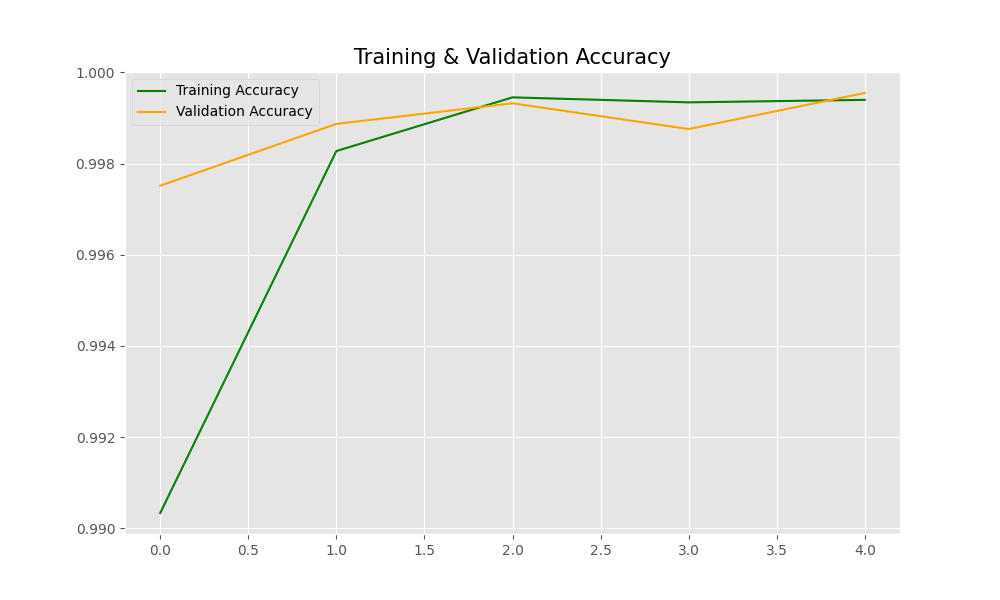 Training & Validation Accuracy
1.000
Training Accuracy
Validation Accuracy
0.998
0.996
0.994
0.992
0.990
0.0 0.5 1.0 1.5 2.0 2.5 3.0 3.5 4.0